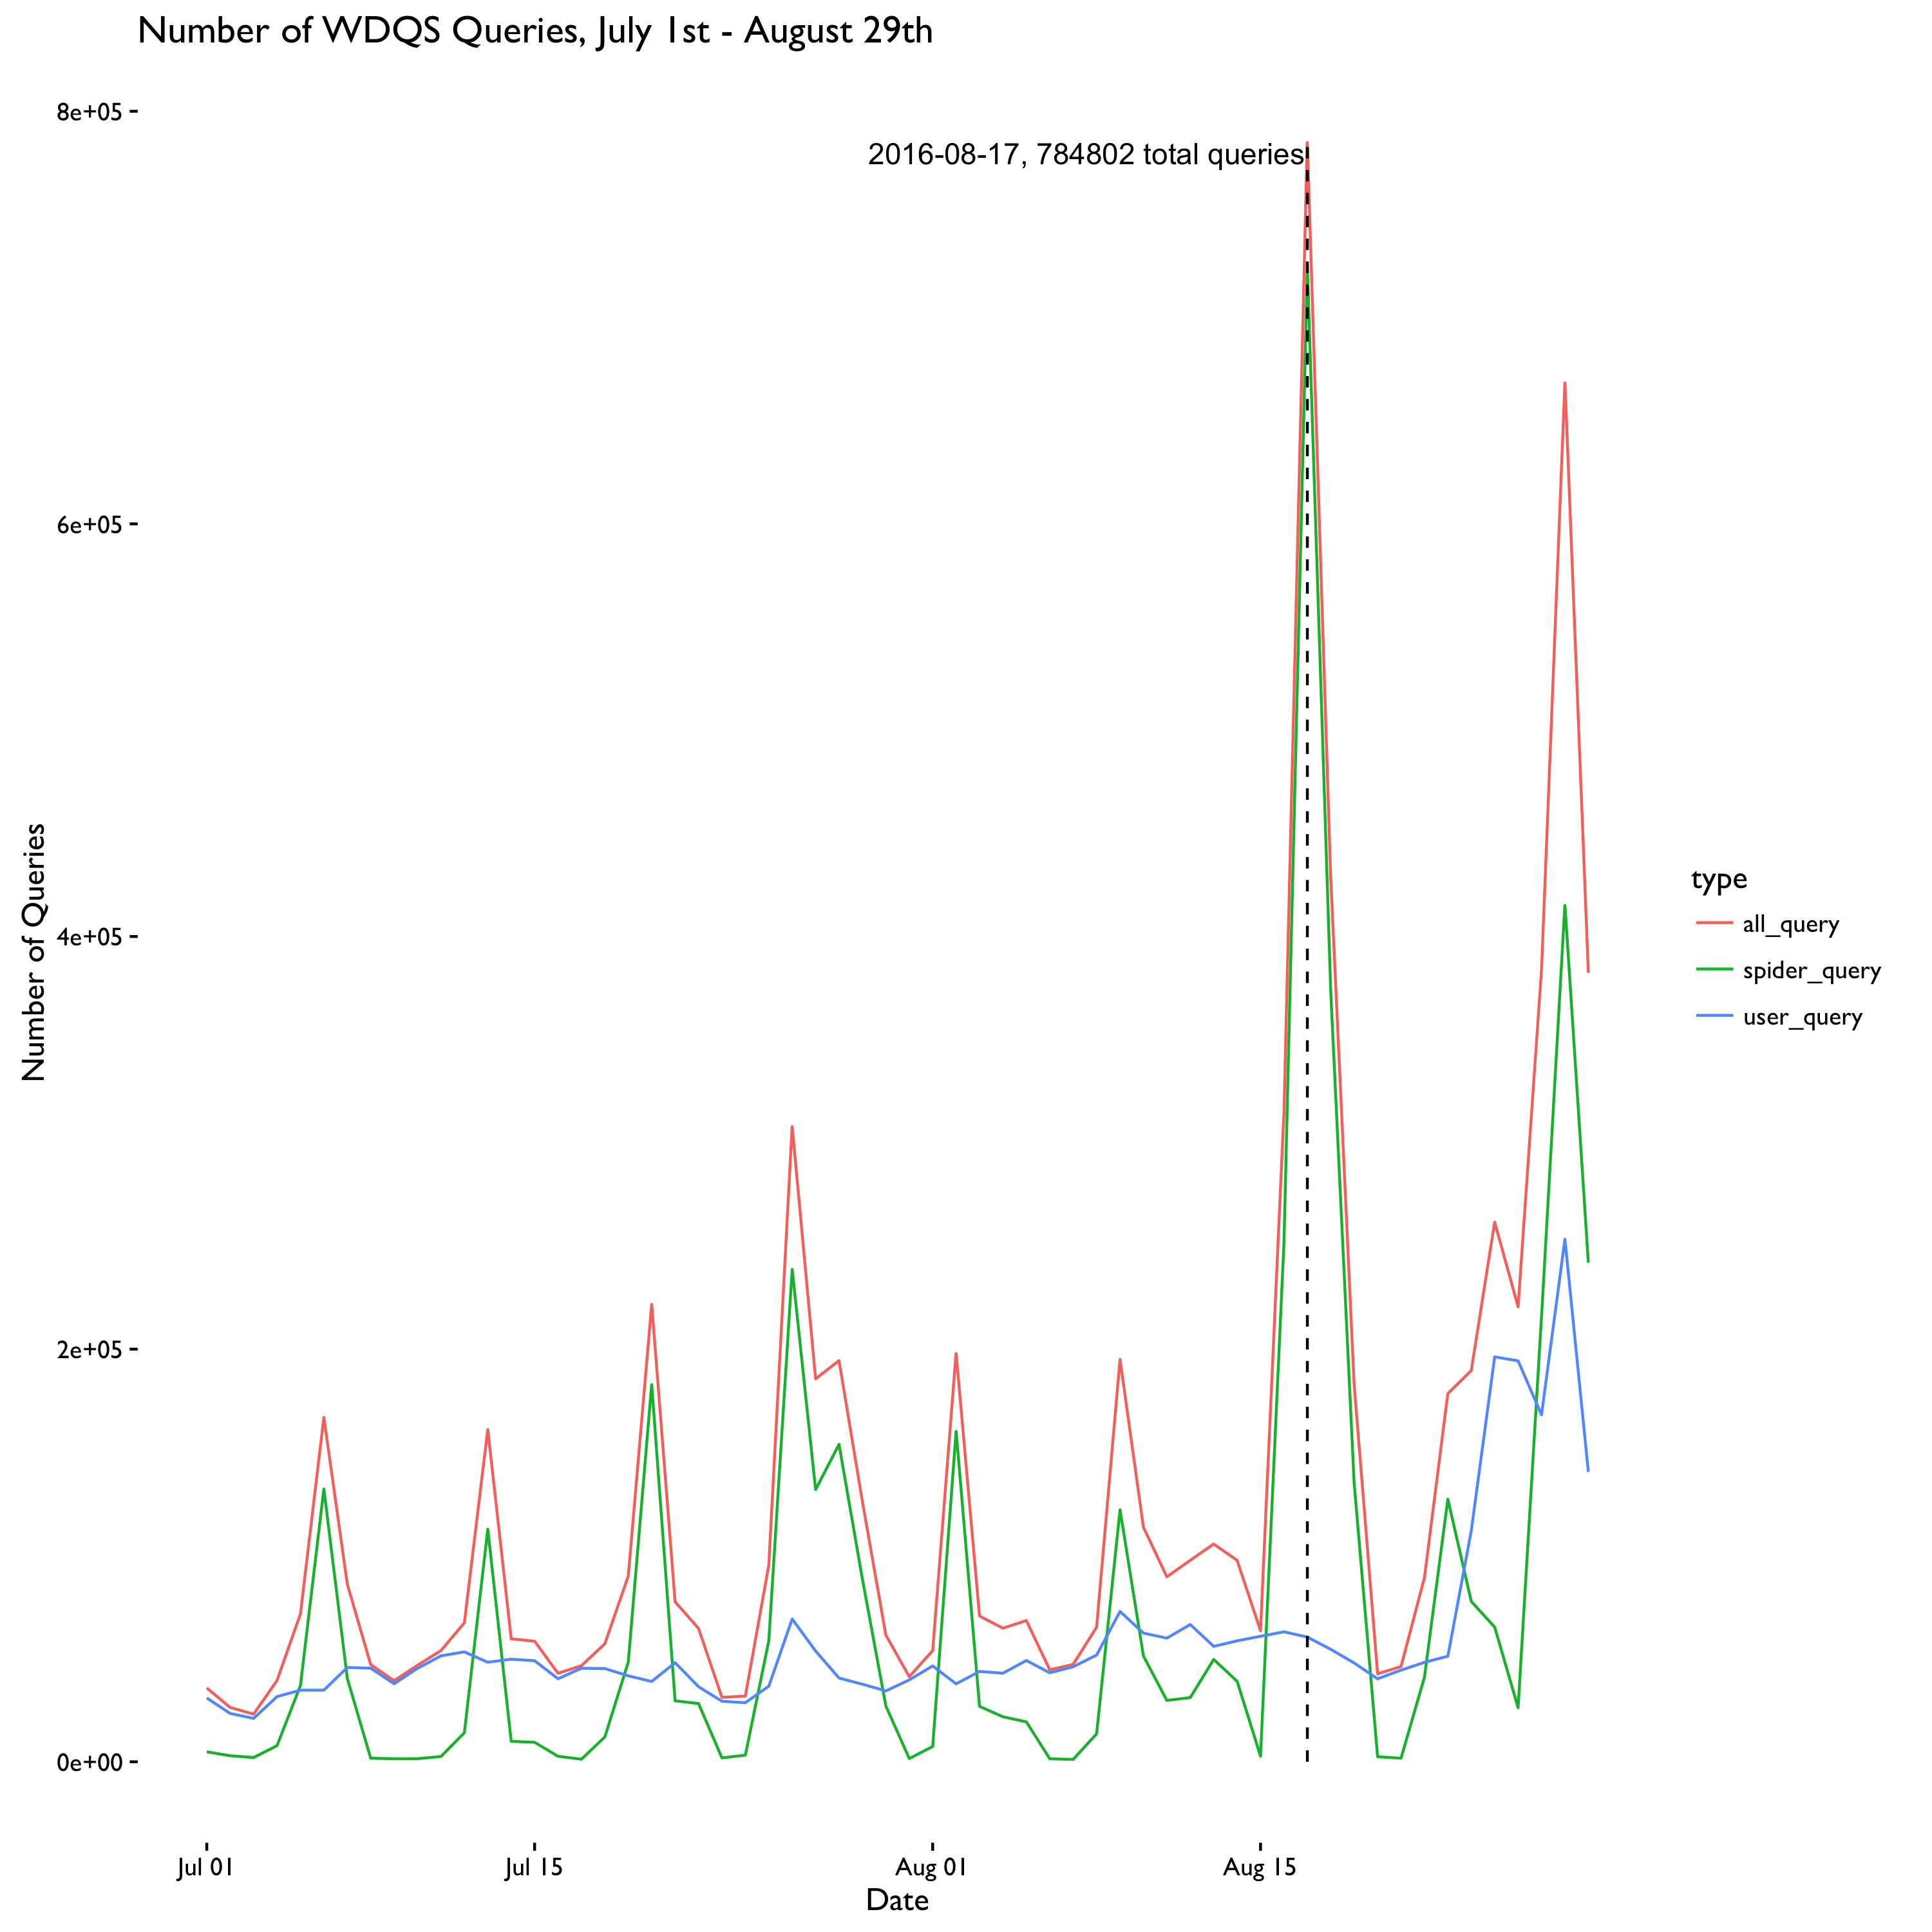 Number of WDQS Queries, July 1st - August 29th
8e+05
2016-08-17, 784802 total queries
6e+05
4e+05
2e+05
0e+00
Number of Queries
type
all_query
spider_query
user_query
Jul 01
Jul 15
Aug 01
Aug 15
Date